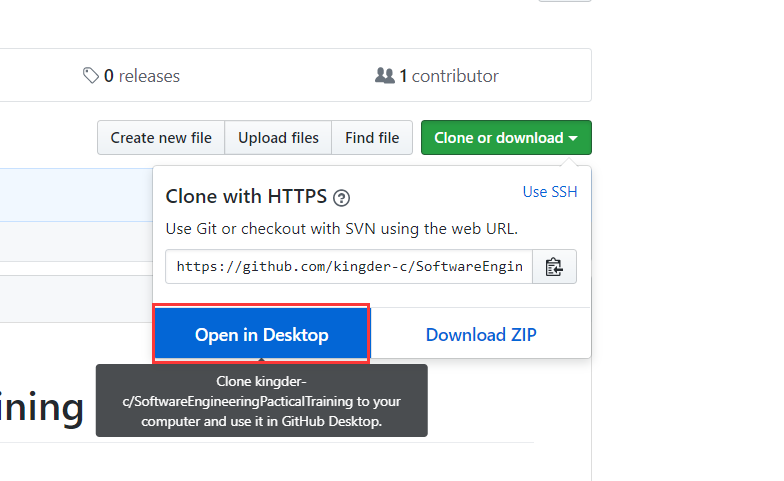 0 releases
1 contributor
Create new file
Upload files
Find file
Clone or download
Clone with HTTPS
Use SSH
Use Git or checkout with SVN using the web URL.
https://github.com/kingder-c/SoftwareEngin
Open in Desktop
Download ZIP
Clone kingder-
c/SoftwareEngineeringPacticalTraining to your
computer and use it in GitHub Desktop.
ining